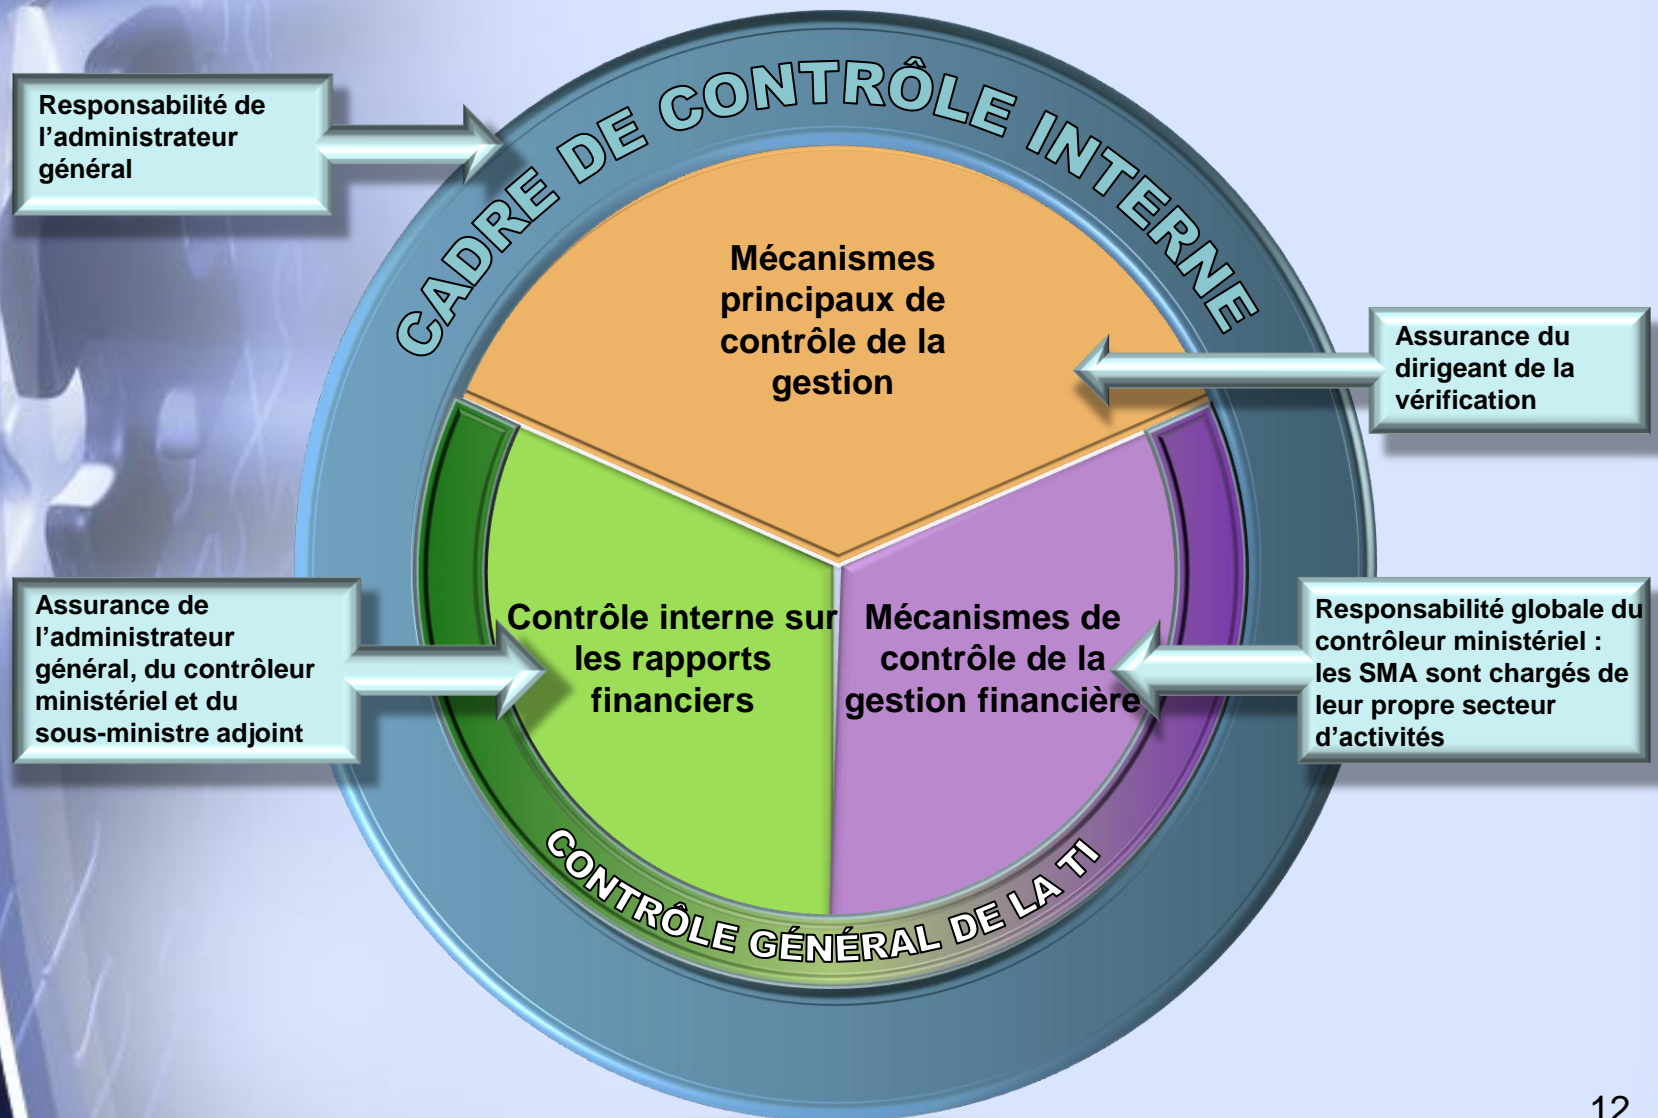 CADRE DE CONTRÔLE INTERNE
Responsabilité de
l’administrateur
général
Mécanismes
principaux de
contrôle de la
gestion
Assurance du
dirigeant de la
vérification
Assurance de
l’administrateur
général, du contrôleur
ministériel et du
sous-ministre adjoint
Contrôle interne sur
les rapports
financiers
Mécanismes de
contrôle de la
gestion financière
Responsabilité globale du
contrôleur ministériel :
les SMA sont chargés de
leur propre secteur
d’activités
CONTRÔLE GÉNÉRAL DE LA TI
12